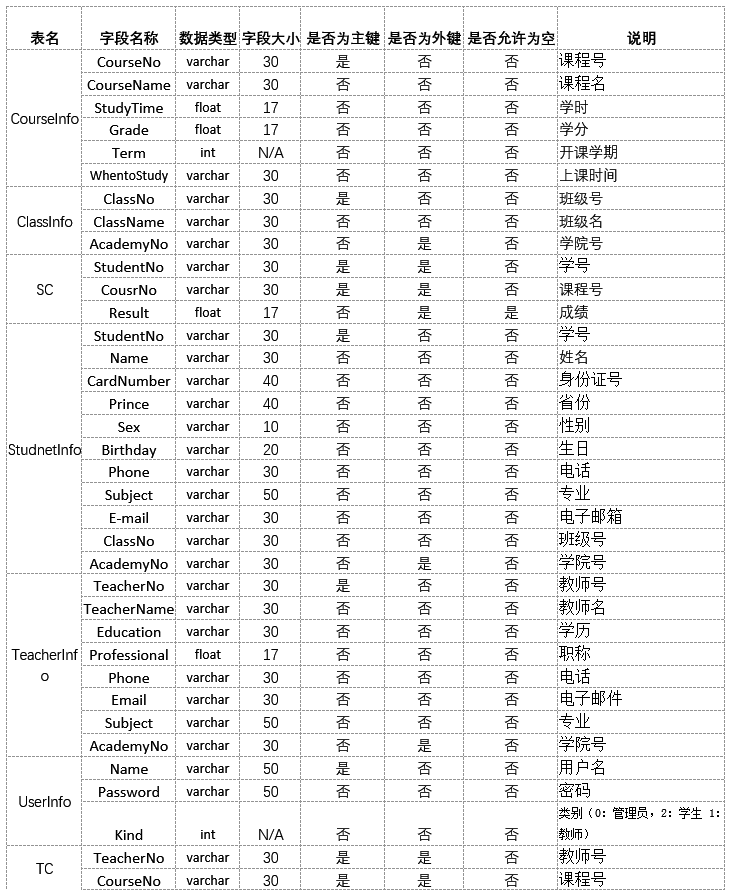 表名 字段名称 数据类型 字段大小 是否为主键 是否为外键 是否允许为空 说明
CourseInfo CourseNo varchar 30 是 否 否 课程号
CourseName varchar 30 否 否 否 课程名
StudyTime float 17 否 否 否 学时
Grade float 17 否 否 否 学分
Term int N/A 否 否 否 开课学期
WhentoStudy varchar 30 否 否 否 上课时间
ClassInfo ClassNo varchar 30 是 否 否 班级号
ClassName varchar 30 否 否 否 班级名
AcademyNo varchar 30 否 是 否 学院号
SC StudentNo varchar 30 是 是 否 学号
CousrNo varchar 30 是 是 否 课程号
Result float 17 否 是 是 成绩
StudnetInfo StudentNo varchar 30 是 否 否 学号
Name varchar 30 否 否 否 姓名
CardNumber varchar 40 否 否 否 身份证号
Prince varchar 40 否 否 否 省份
Sex varchar 10 否 否 否 性别
Birthday varchar 20 否 否 否 生日
Phone varchar 30 否 否 否 电话
Subject varchar 50 否 否 否 专业
E-mail varchar 30 否 否 否 电子邮箱
ClassNo varchar 30 否 否 否 班级号
AcademyNo varchar 30 否 是 否 学院号
TeacherInf
o TeacherNo varchar 30 是 否 否 教师号
TeacherName varchar 30 否 否 否 教师名
Education varchar 30 否 否 否 学历
Professional float 17 否 否 否 职称
Phone varchar 30 否 否 否 电话
Email varchar 30 否 否 否 电子邮件
Subject varchar 50 否 否 否 专业
AcademyNo varchar 30 否 是 否 学院号
UserInfo Name varchar 50 是 否 否 用户名
Password varchar 50 否 否 否 密码
Kind int N/A 否 否 否 类别（0: 管理员，2: 学生 1:
教师）
TC TeacherNo varchar 30 是 是 否 教师号
CourseNo varchar 30 是 是 否 课程号